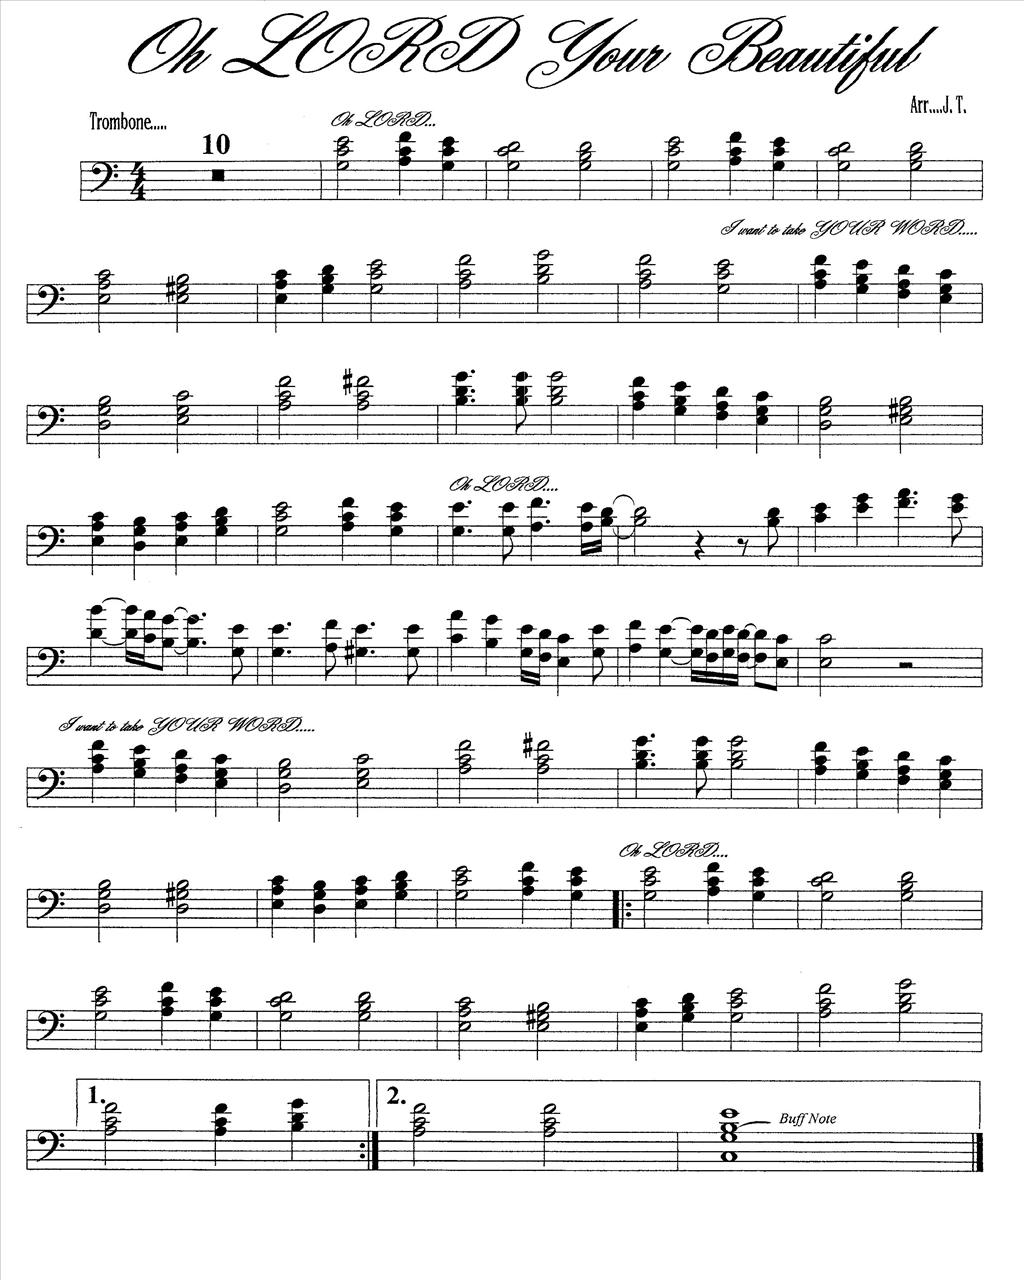 Oh LORD Your Beautiful
Arr....J. T.
Trombone.....
Oh LORD...
10
I want to take YOUR WORD.....
Oh LORD....
I want to take YOUR WORD.....
Oh LORD....
1.
2.
Buff Note